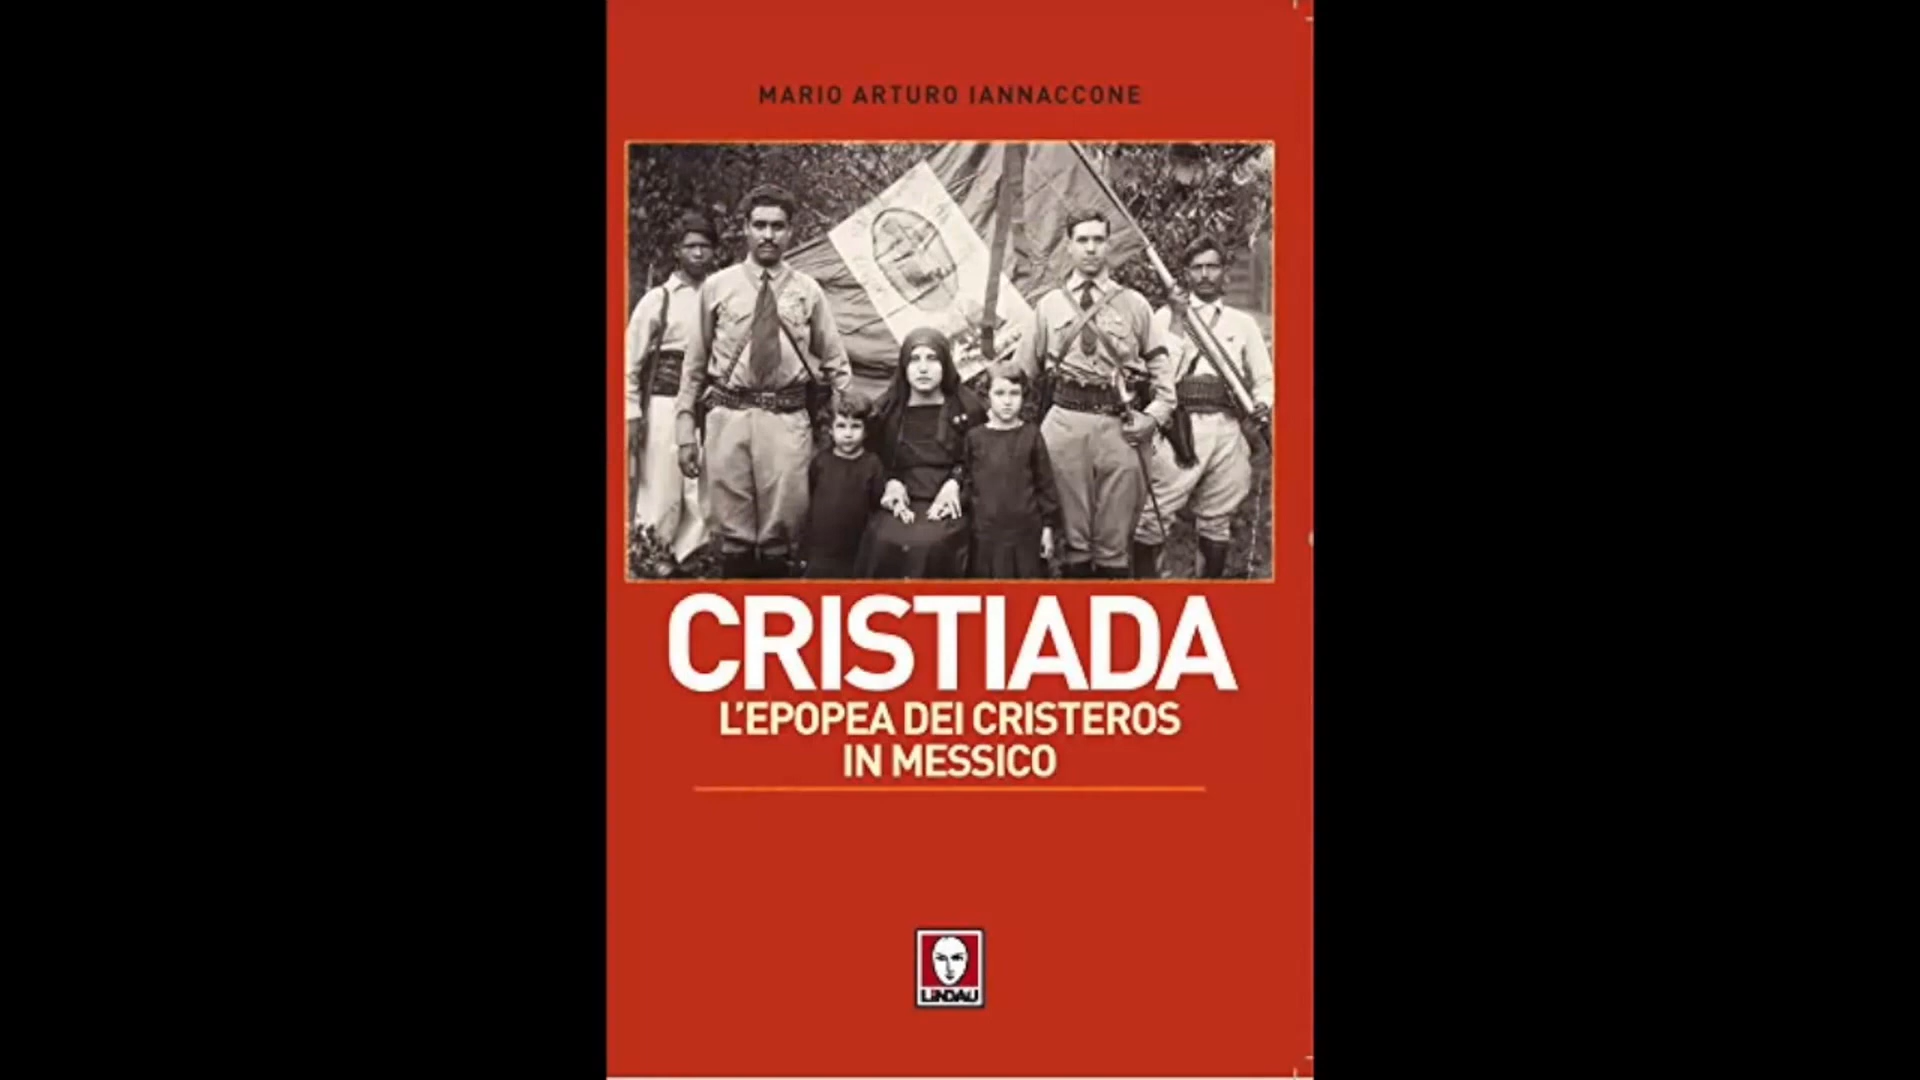 MARIO ARTURO IANNACCONE
CRISTIADA
L'EPOPEA DEI CRISTEROS
IN MESSICO
LiNDAU